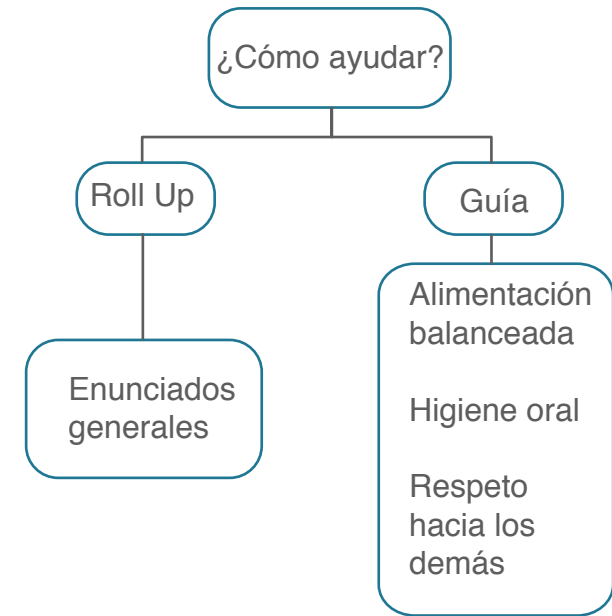 ¿Cómo ayudar?
Roll Up
Guía
Enunciados
generales
Alimentación
balanceada
Higiene oral
Respeto
hacia los
demás